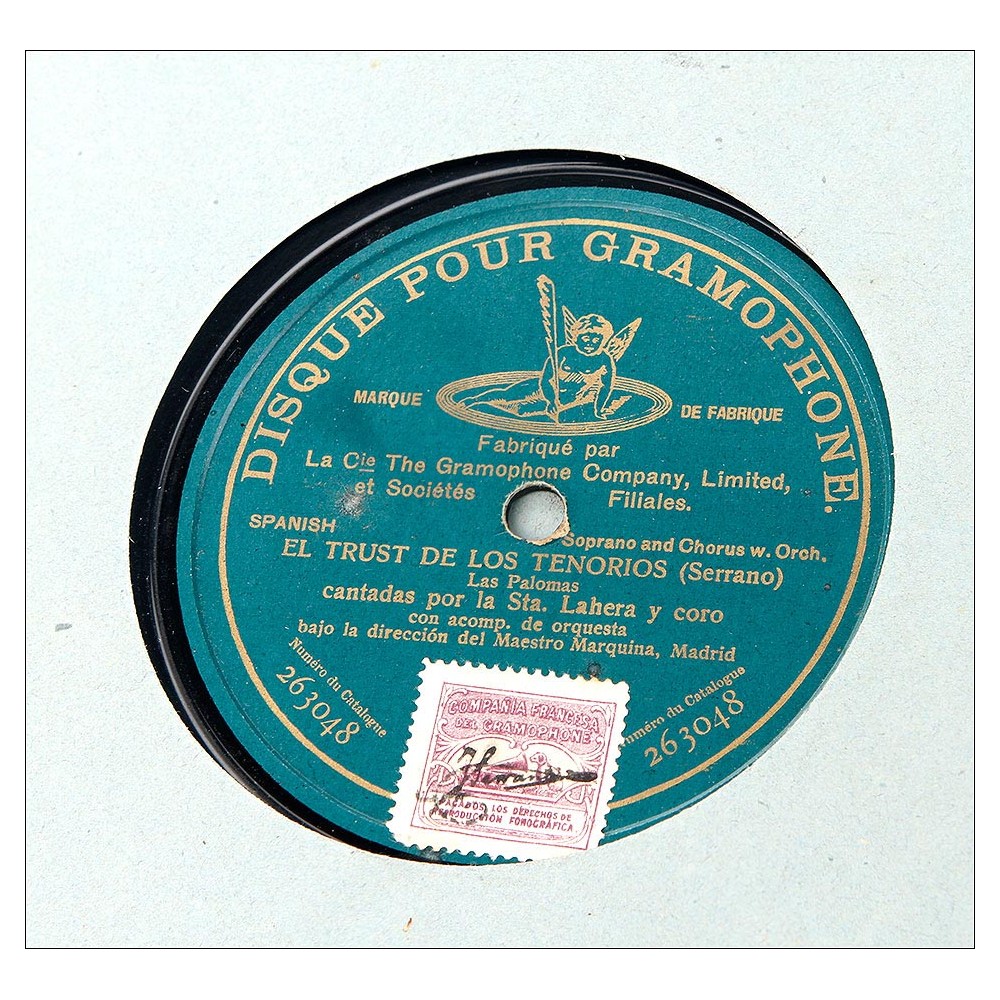 DISQUE POUR GRAMOPHONE.
MARQUE DE FABRIQUE
Fabriqué par
La Cie The Gramophone Company, Limited,
et Sociétés Filiales.
SPANISH
Soprano and Chorus w. Orch.
EL TRUST DE LOS TENORIOS (Serrano)
Las Palomas
cantadas por la Sta. Lahera y coro
con acomp. de orquesta
bajo la dirección del Maestro Marquina, Madrid
Numéro du Catalogue
263048
Numéro du Catalogue
263048
COMPAÑIA FRANCESA
DEL GRAMOPHONE
PAGADOS LOS DERECHOS DE
REPRODUCCIÓN FONOGRÁFICA